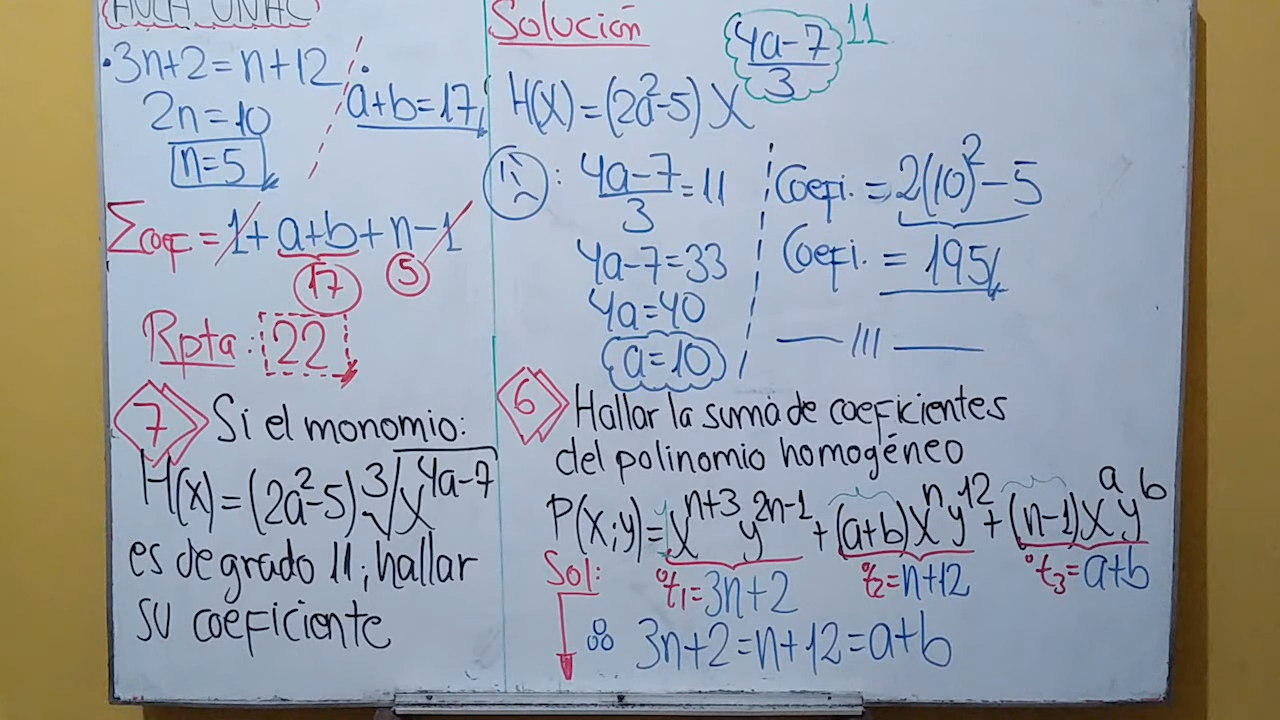 AULA UNAC
• 3n+2=n+12
2n=10
n=5
• a+b=17
Σcoef = 1+a+b+n-1
17 5
Rpta: 22
7 Si el monomio:
H(x)=(2a²-5) ³√x^{4a-7}
es de grado 11; hallar
su coeficiente
Solución
H(x)=(2a²-5) x^{(4a-7)/3} 11
: (4a-7)/3 = 11
4a-7=33
4a=40
a=10
Coefi. = 2(10)²-5
Coefi. = 195
— /// —
6 Hallar la suma de coeficientes
del polinomio homogéneo
P(x;y)=x^{n+3}y^{2n-1}+(a+b)x^n y^{12}+(n-1)x^a y^b
Sol: °t₁=3n+2 °t₂=n+12 °t₃=a+b
∴ 3n+2=n+12=a+b